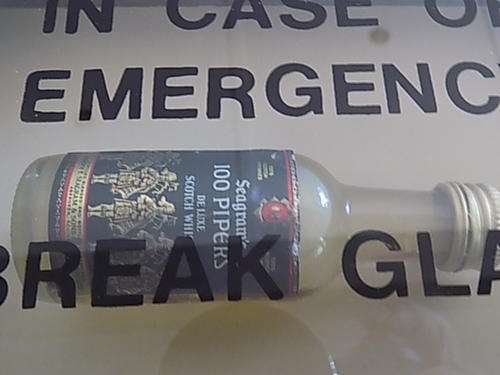 IN CASE O
EMERGENC
BREAK GLA
Seagram's
100 PIPERS
DE LUXE
SCOTCH WHI